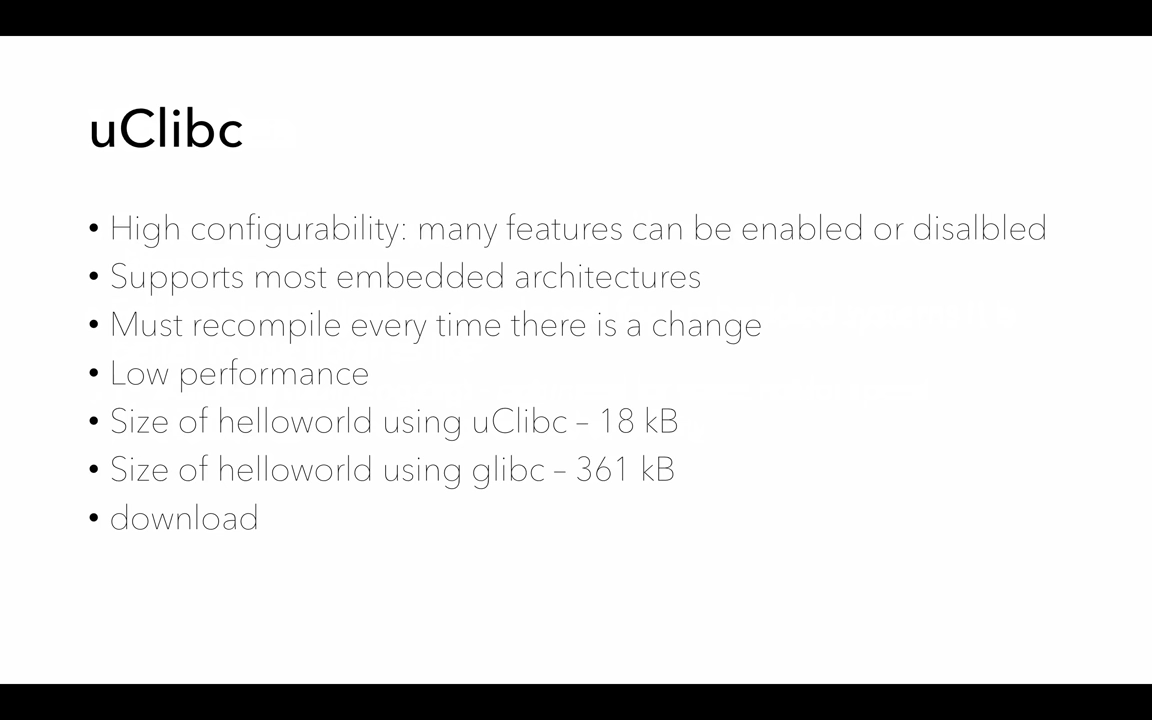 uClibc
• High configurability: many features can be enabled or disalbled
• Supports most embedded architectures
• Must recompile every time there is a change
• Low performance
• Size of helloworld using uClibc – 18 kB
• Size of helloworld using glibc – 361 kB
• download